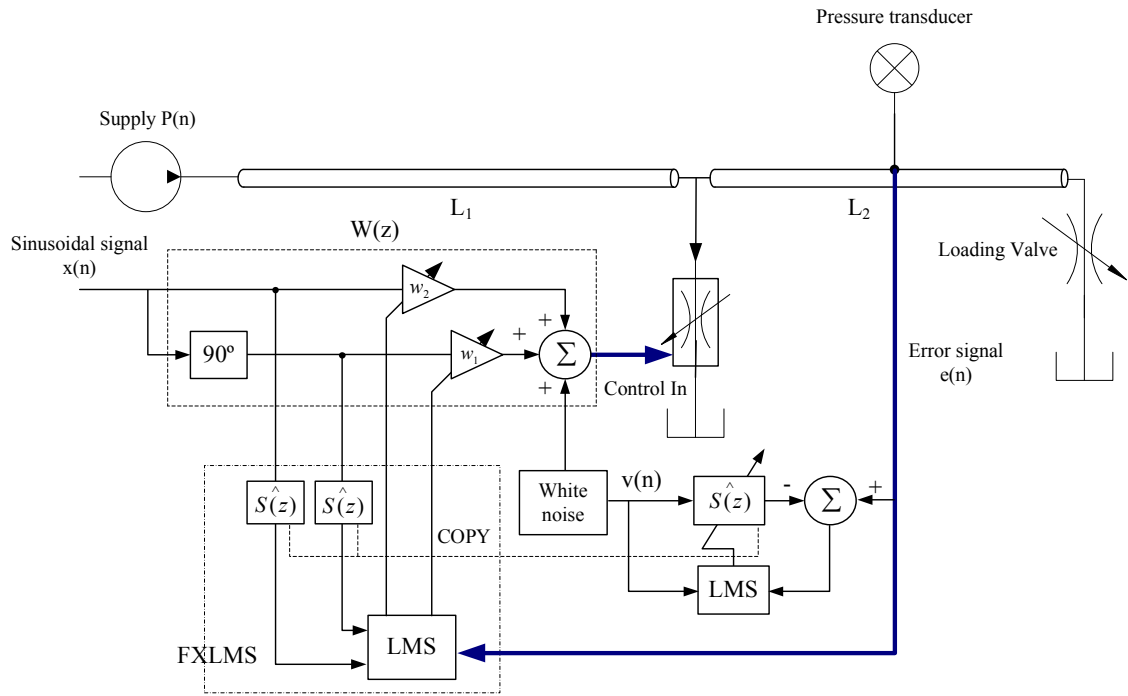 Pressure transducer
Supply P(n)
L₁
L₂
W(z)
Sinusoidal signal
x(n)
Loading Valve
w₂
+
90º
w₁
+
Σ
Control In
Error signal
e(n)
+
White
noise
v(n)
Ŝ(z)
-
Σ
+
Ŝ(z)
Ŝ(z)
COPY
LMS
LMS
FXLMS